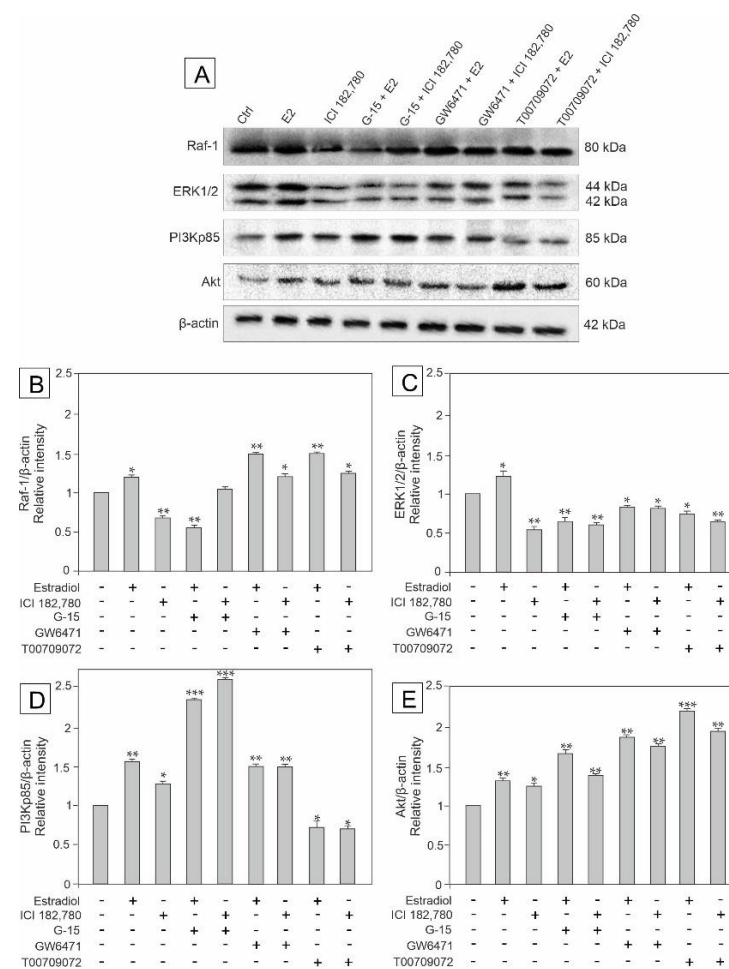 A
Ctrl
E2
ICI 182,780
G-15 + E2
G-15 + ICI 182,780
GW6471 + E2
GW6471 + ICI 182,780
T00709072 + E2
T00709072 + ICI 182,780
Raf-1 80 kDa
ERK1/2 44 kDa
42 kDa
PI3Kp85 85 kDa
Akt 60 kDa
β-actin 42 kDa
B
Raf-1/β-actin
Relative intensity
2.5
2
1.5
1
0.5
0
* ** ** ** * ** *
Estradiol - + - + - + - + -
ICI 182,780 - - + - + - + - +
G-15 - - - + + - - - -
GW6471 - - - - - + + - -
T00709072 - - - - - - - + +
C
ERK1/2/β-actin
Relative intensity
2.5
2
1.5
1
0.5
0
* ** ** ** * * * **
Estradiol - + - + - + - + -
ICI 182,780 - - + - + - + - +
G-15 - - - + + - - - -
GW6471 - - - - - + + - -
T00709072 - - - - - - - + +
D
PI3Kp85/β-actin
Relative intensity
2.5
2
1.5
1
0.5
0
** * *** *** ** ** * *
Estradiol - + - + - + - + -
ICI 182,780 - - + - + - + - +
G-15 - - - + + - - - -
GW6471 - - - - - + + - -
T00709072 - - - - - - - + +
E
Akt/β-actin
Relative intensity
2.5
2
1.5
1
0.5
0
** * ** ** ** ** *** **
Estradiol - + - + - + - + -
ICI 182,780 - - + - + - + - +
G-15 - - - + + - - - -
GW6471 - - - - - + + - -
T00709072 - - - - - - - + +